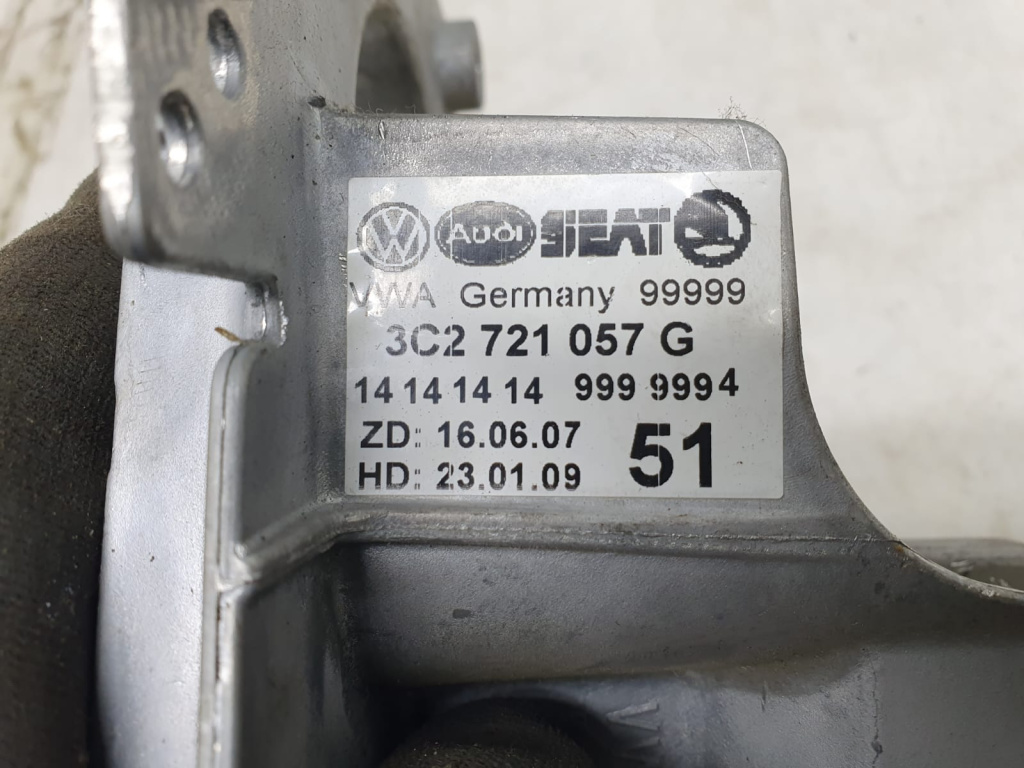 VW AUDI SEAT
VWA Germany 99999
3C2 721 057 G
14 14 14 14 999 9994
ZD: 16.06.07 51
HD: 23.01.09